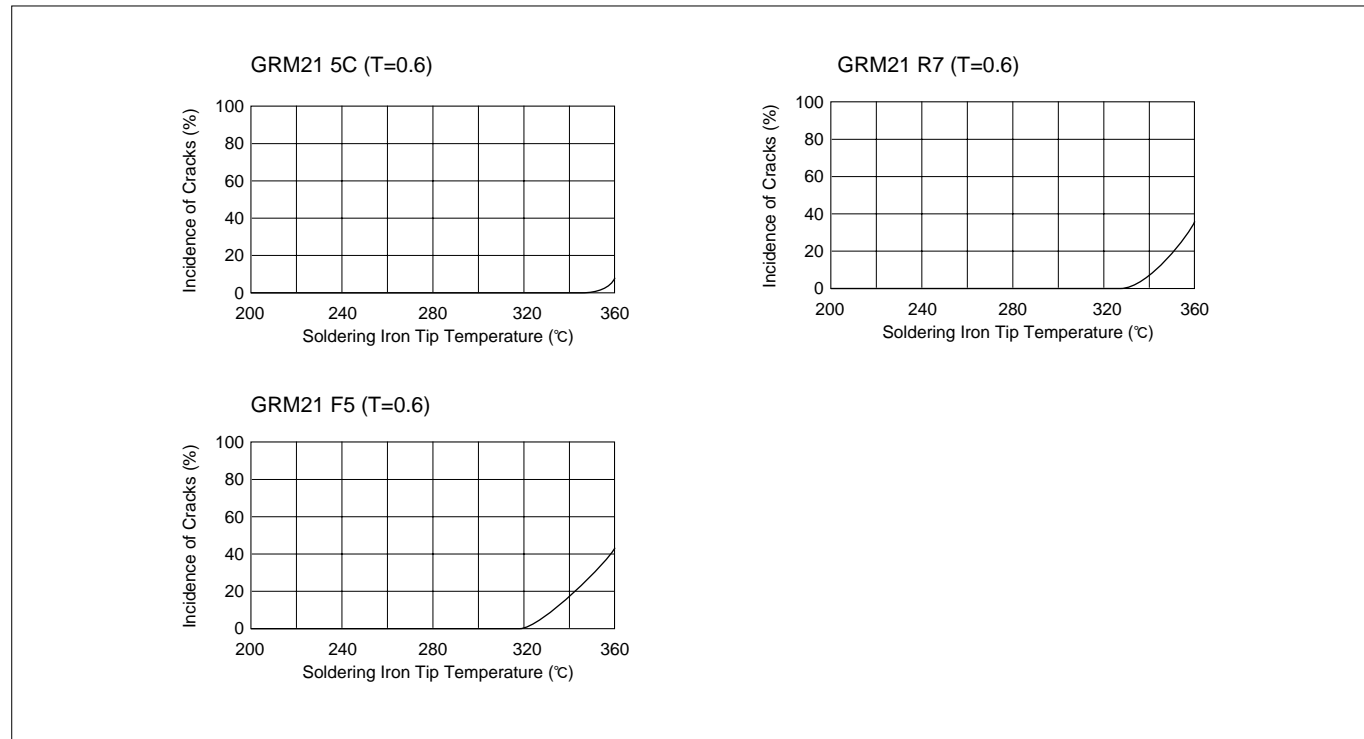 GRM21 5C (T=0.6)
Incidence of Cracks (%)
100
80
60
40
20
0
200 240 280 320 360
Soldering Iron Tip Temperature (℃)
GRM21 R7 (T=0.6)
Incidence of Cracks (%)
100
80
60
40
20
0
200 240 280 320 360
Soldering Iron Tip Temperature (℃)
GRM21 F5 (T=0.6)
Incidence of Cracks (%)
100
80
60
40
20
0
200 240 280 320 360
Soldering Iron Tip Temperature (℃)